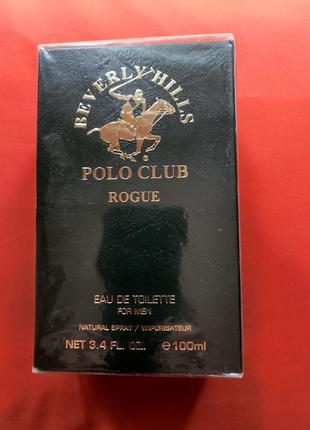 BEVERLY HILLS
®
POLO CLUB
ROGUE
EAU DE TOILETTE
FOR MEN
NATURAL SPRAY / VAPORISATEUR
NET 3.4 FL. OZ. ℮100ml